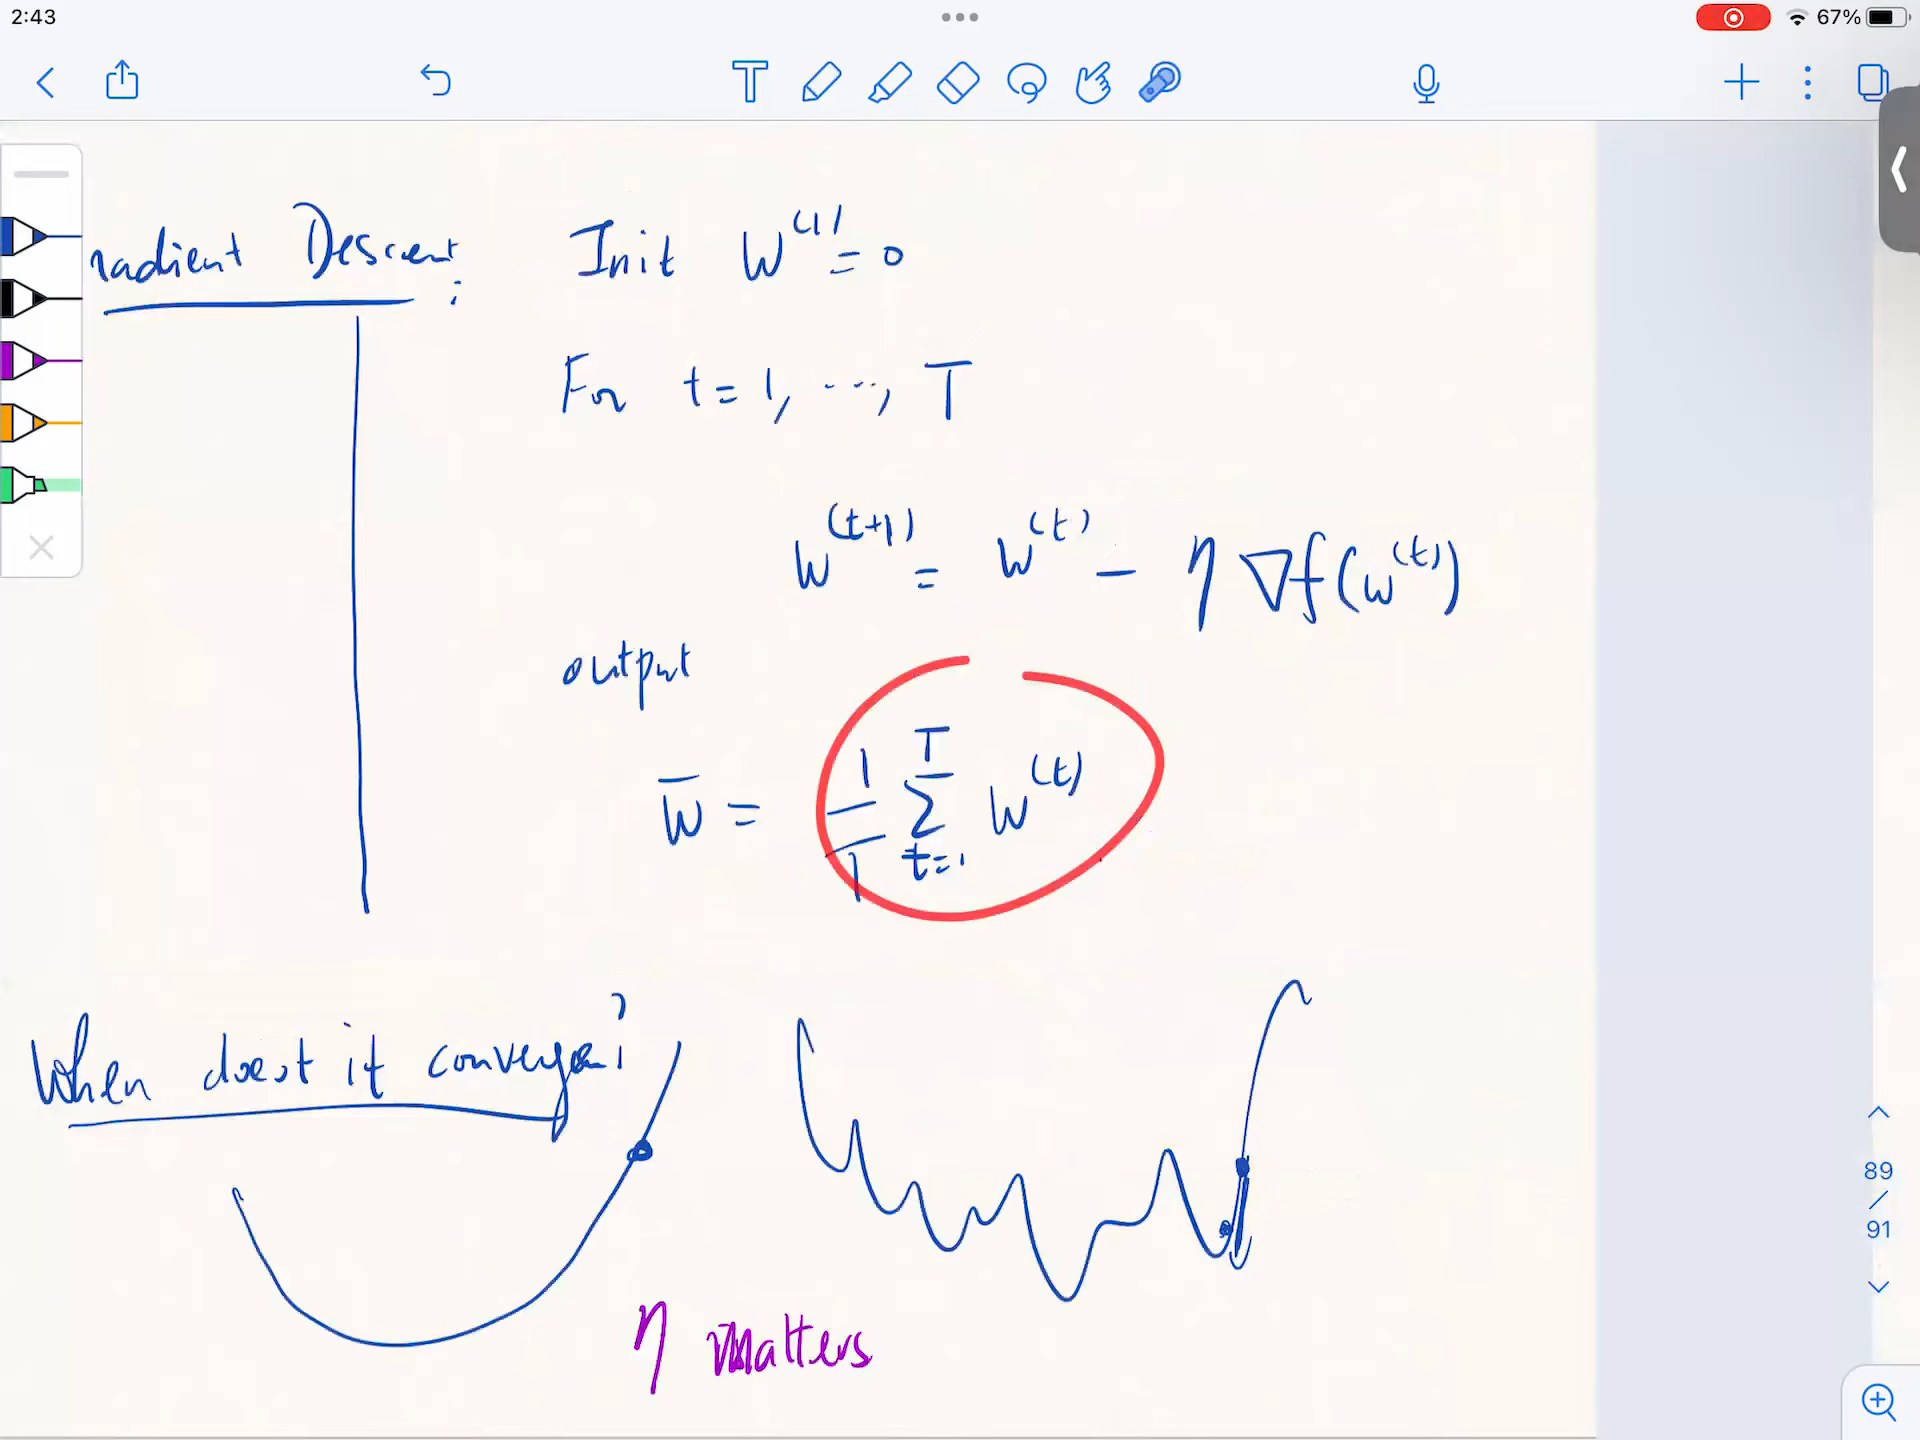 2:43
67%
radient Descent: Init W^(1) = 0
For t = 1, ..., T
w^(t+1) = w^(t) - η ∇f(w^(t))
output
w̄ = 1/T Σ_{t=1}^{T} w^(t)
When does it converge?
η matters
89
/
91